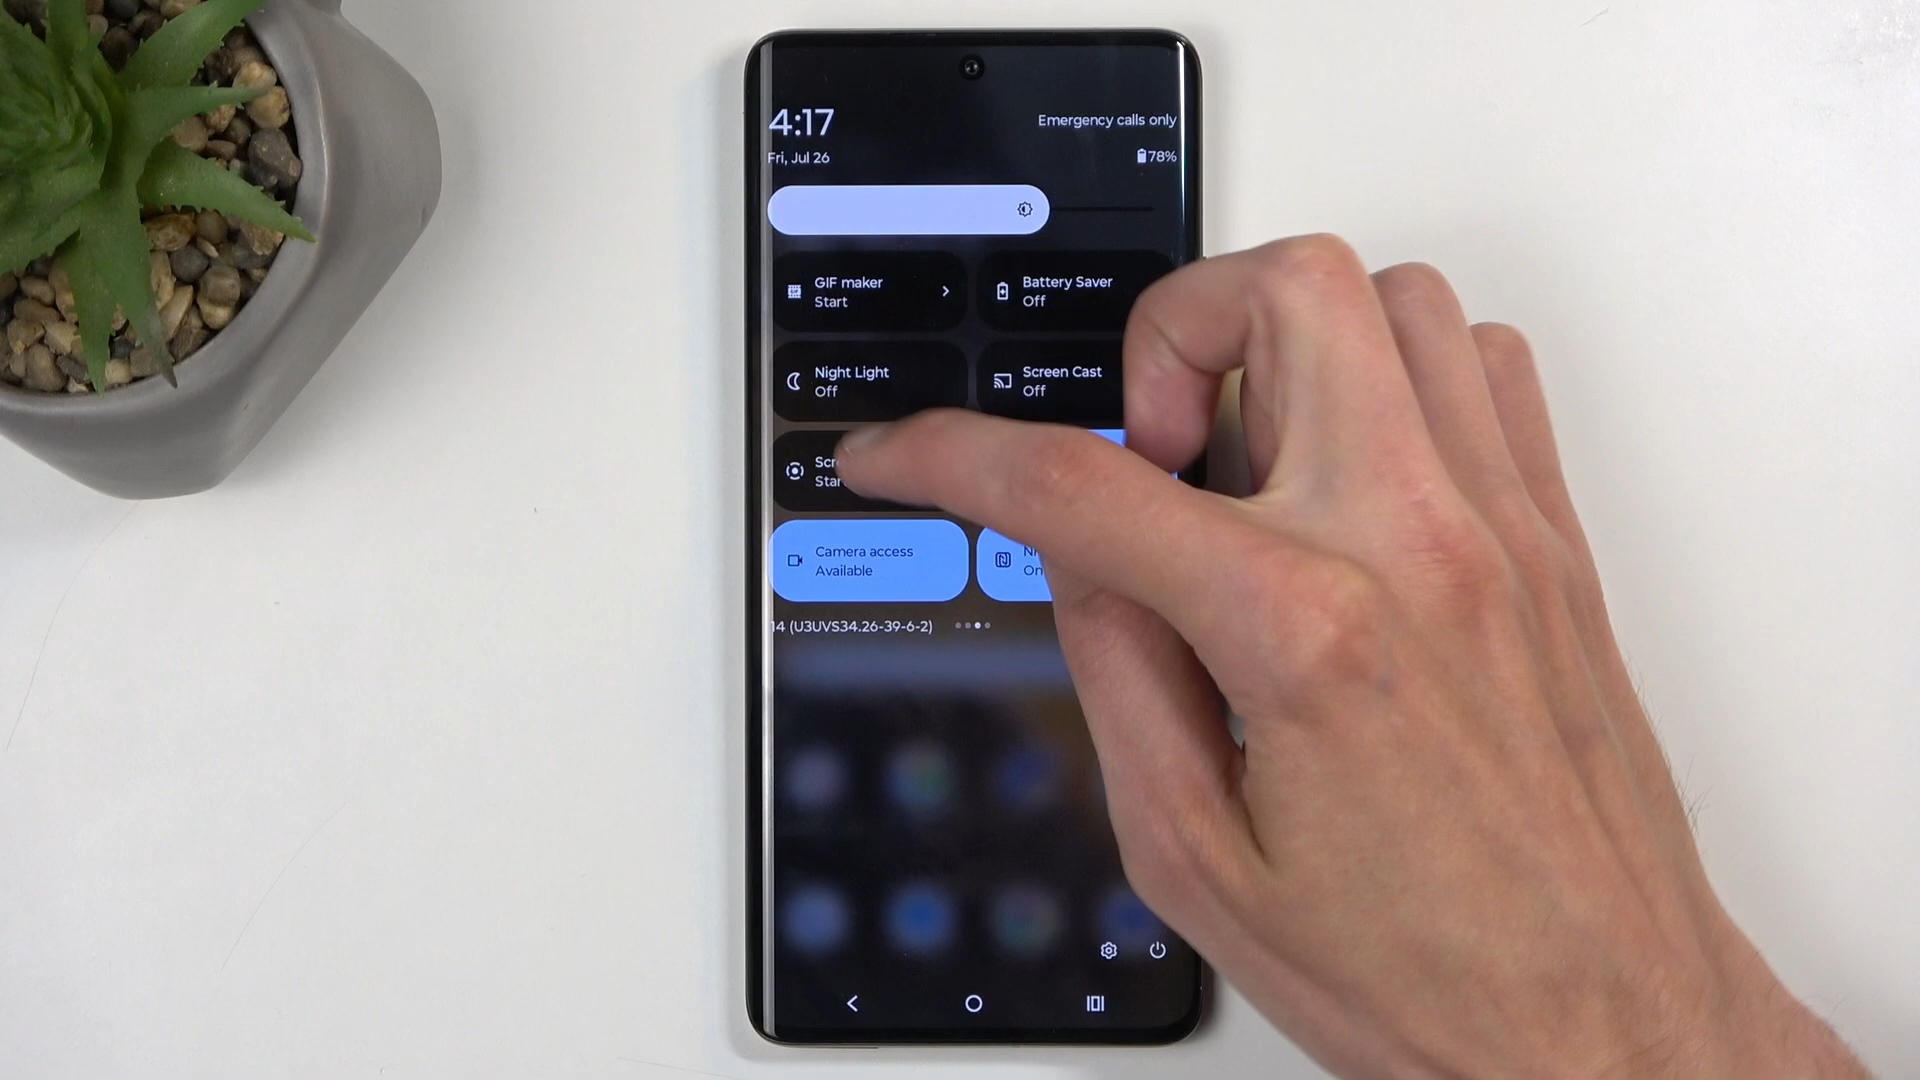 4:17
Emergency calls only
Fri, Jul 26
78%
GIF maker
Start
Battery Saver
Off
Night Light
Off
Screen Cast
Off
Camera access
Available
On
14 (U3UVS34.26-39-6-2)